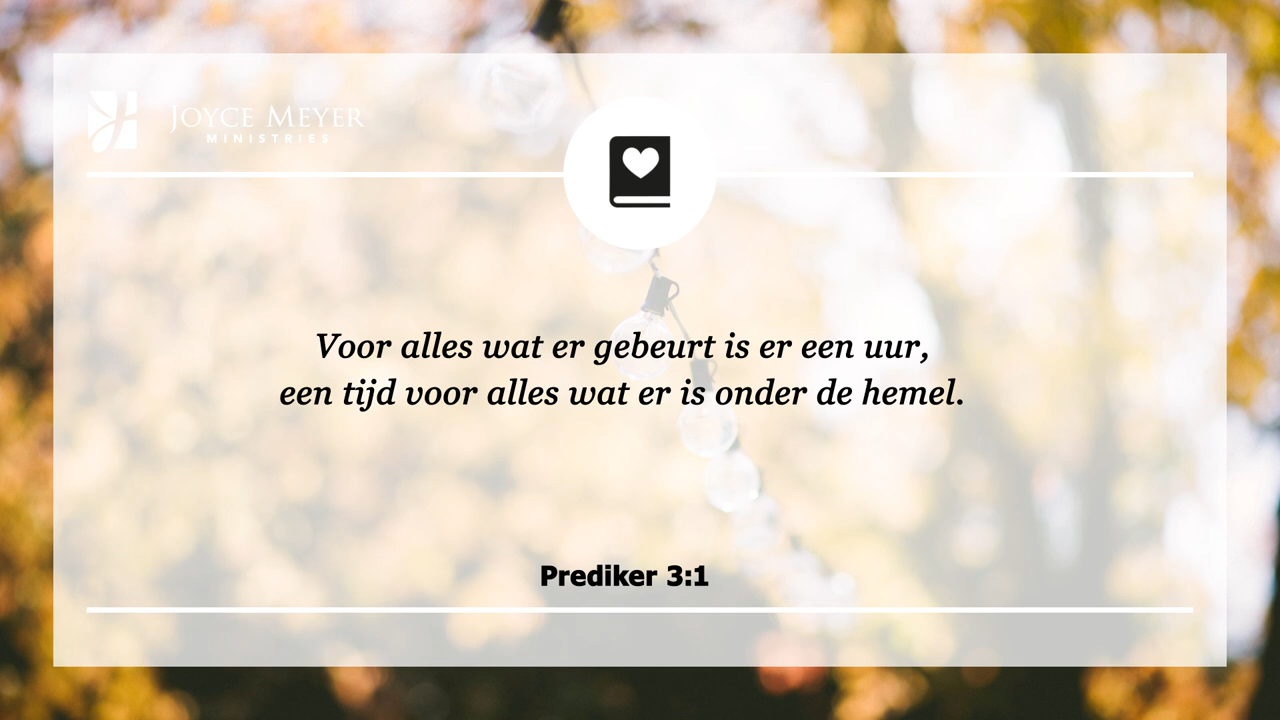 JOYCE MEYER
MINISTRIES
Voor alles wat er gebeurt is er een uur,
een tijd voor alles wat er is onder de hemel.
Prediker 3:1